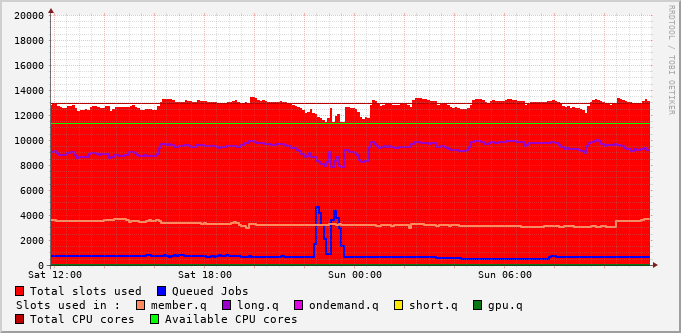 20000
18000
16000
14000
12000
10000
8000
6000
4000
2000
0
Sat 12:00 Sat 18:00 Sun 00:00 Sun 06:00
RRDTOOL / TOBI OETIKER
Total slots used Queued Jobs
Slots used in : member.q long.q ondemand.q short.q gpu.q
Total CPU cores Available CPU cores